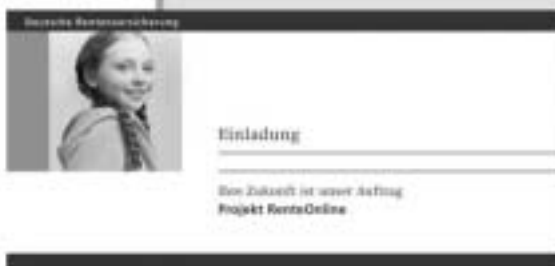 Deutsche Rentenversicherung
Einladung
Ihre Zukunft ist unser Auftrag
Projekt RenteOnline